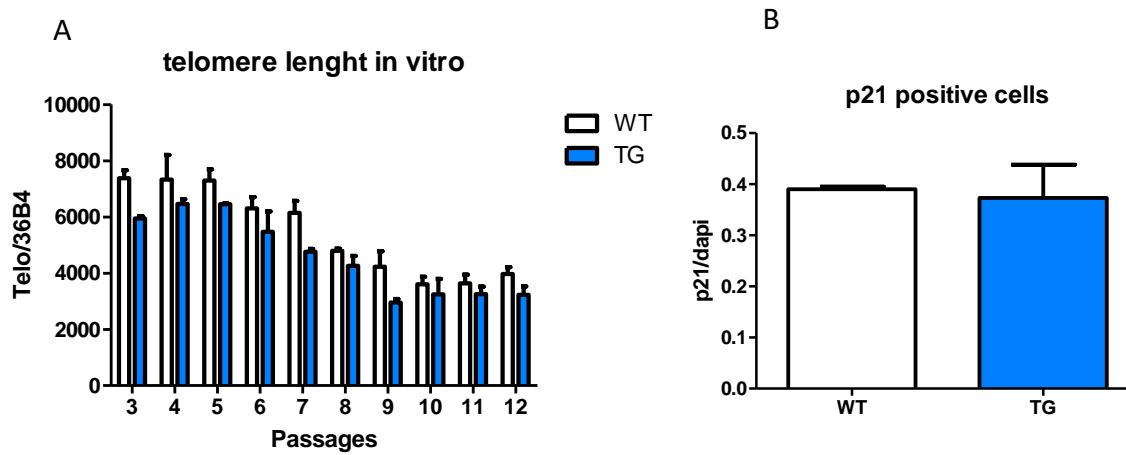 A
telomere lenght in vitro
Telo/36B4
10000
8000
6000
4000
2000
0
3 4 5 6 7 8 9 10 11 12
Passages
WT
TG
B
p21 positive cells
p21/dapi
0.5
0.4
0.3
0.2
0.1
0.0
WT TG